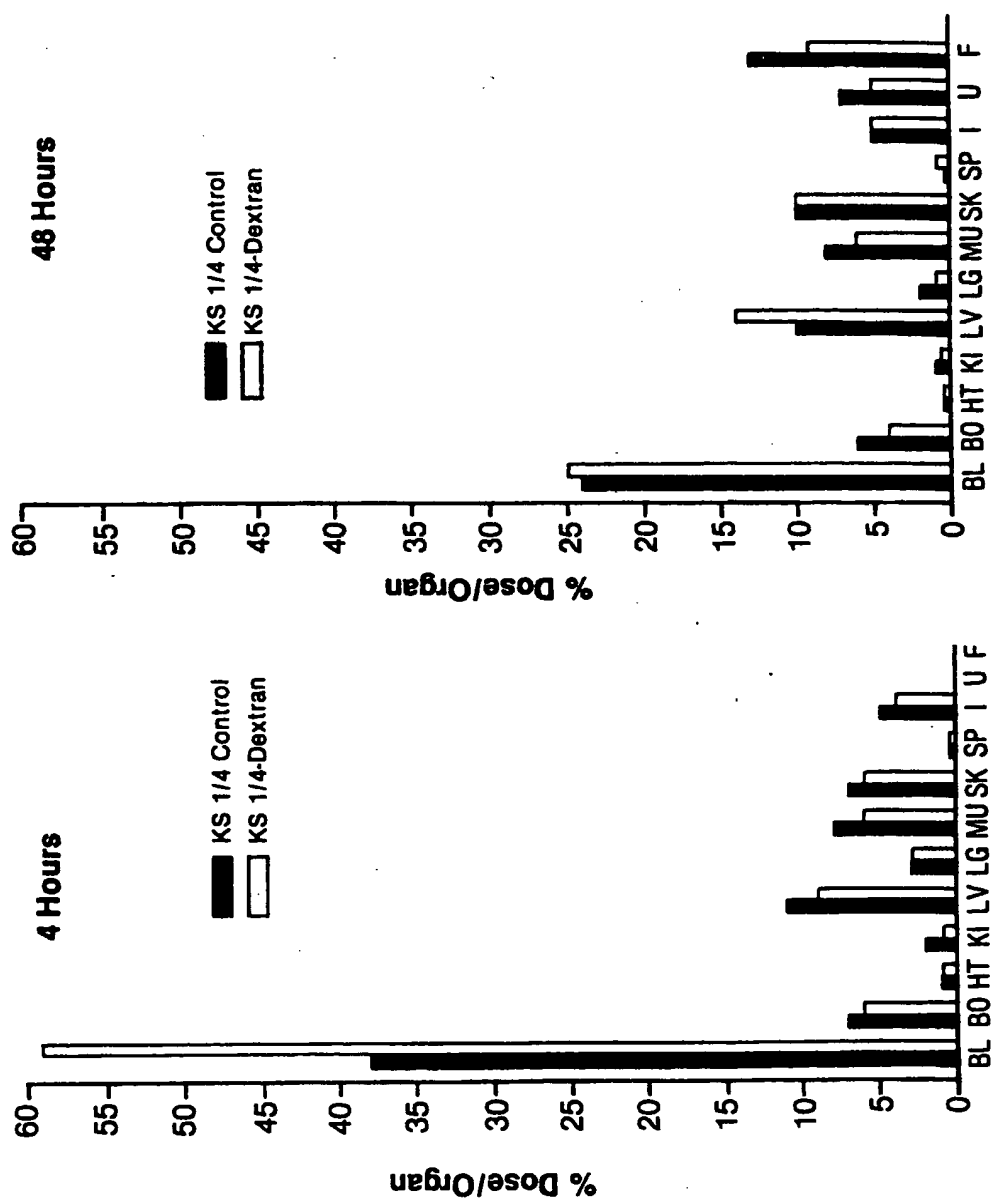 4 Hours
KS 1/4 Control
KS 1/4-Dextran
% Dose/Organ
60
55
50
45
40
35
30
25
20
15
10
5
0
BL BO HT KI LV LG MU SK SP I U F
48 Hours
KS 1/4 Control
KS 1/4-Dextran
% Dose/Organ
60
55
50
45
40
35
30
25
20
15
10
5
0
BL BO HT KI LV LG MU SK SP I U F